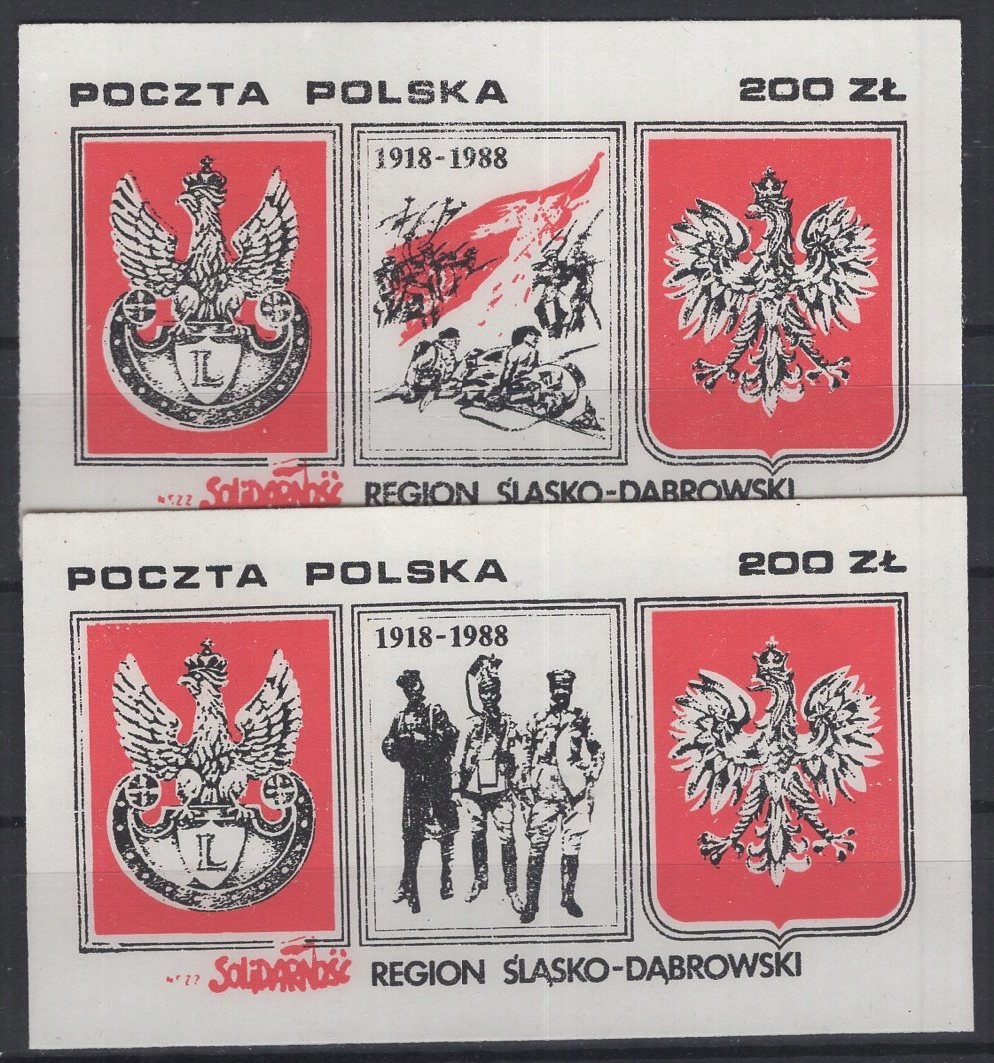 POCZTA POLSKA 200 ZŁ
1918-1988
L
NSZZ SOLIDARNOŚĆ REGION ŚLĄSKO-DĄBROWSKI
POCZTA POLSKA 200 ZŁ
1918-1988
L
NSZZ SOLIDARNOŚĆ REGION ŚLĄSKO-DĄBROWSKI